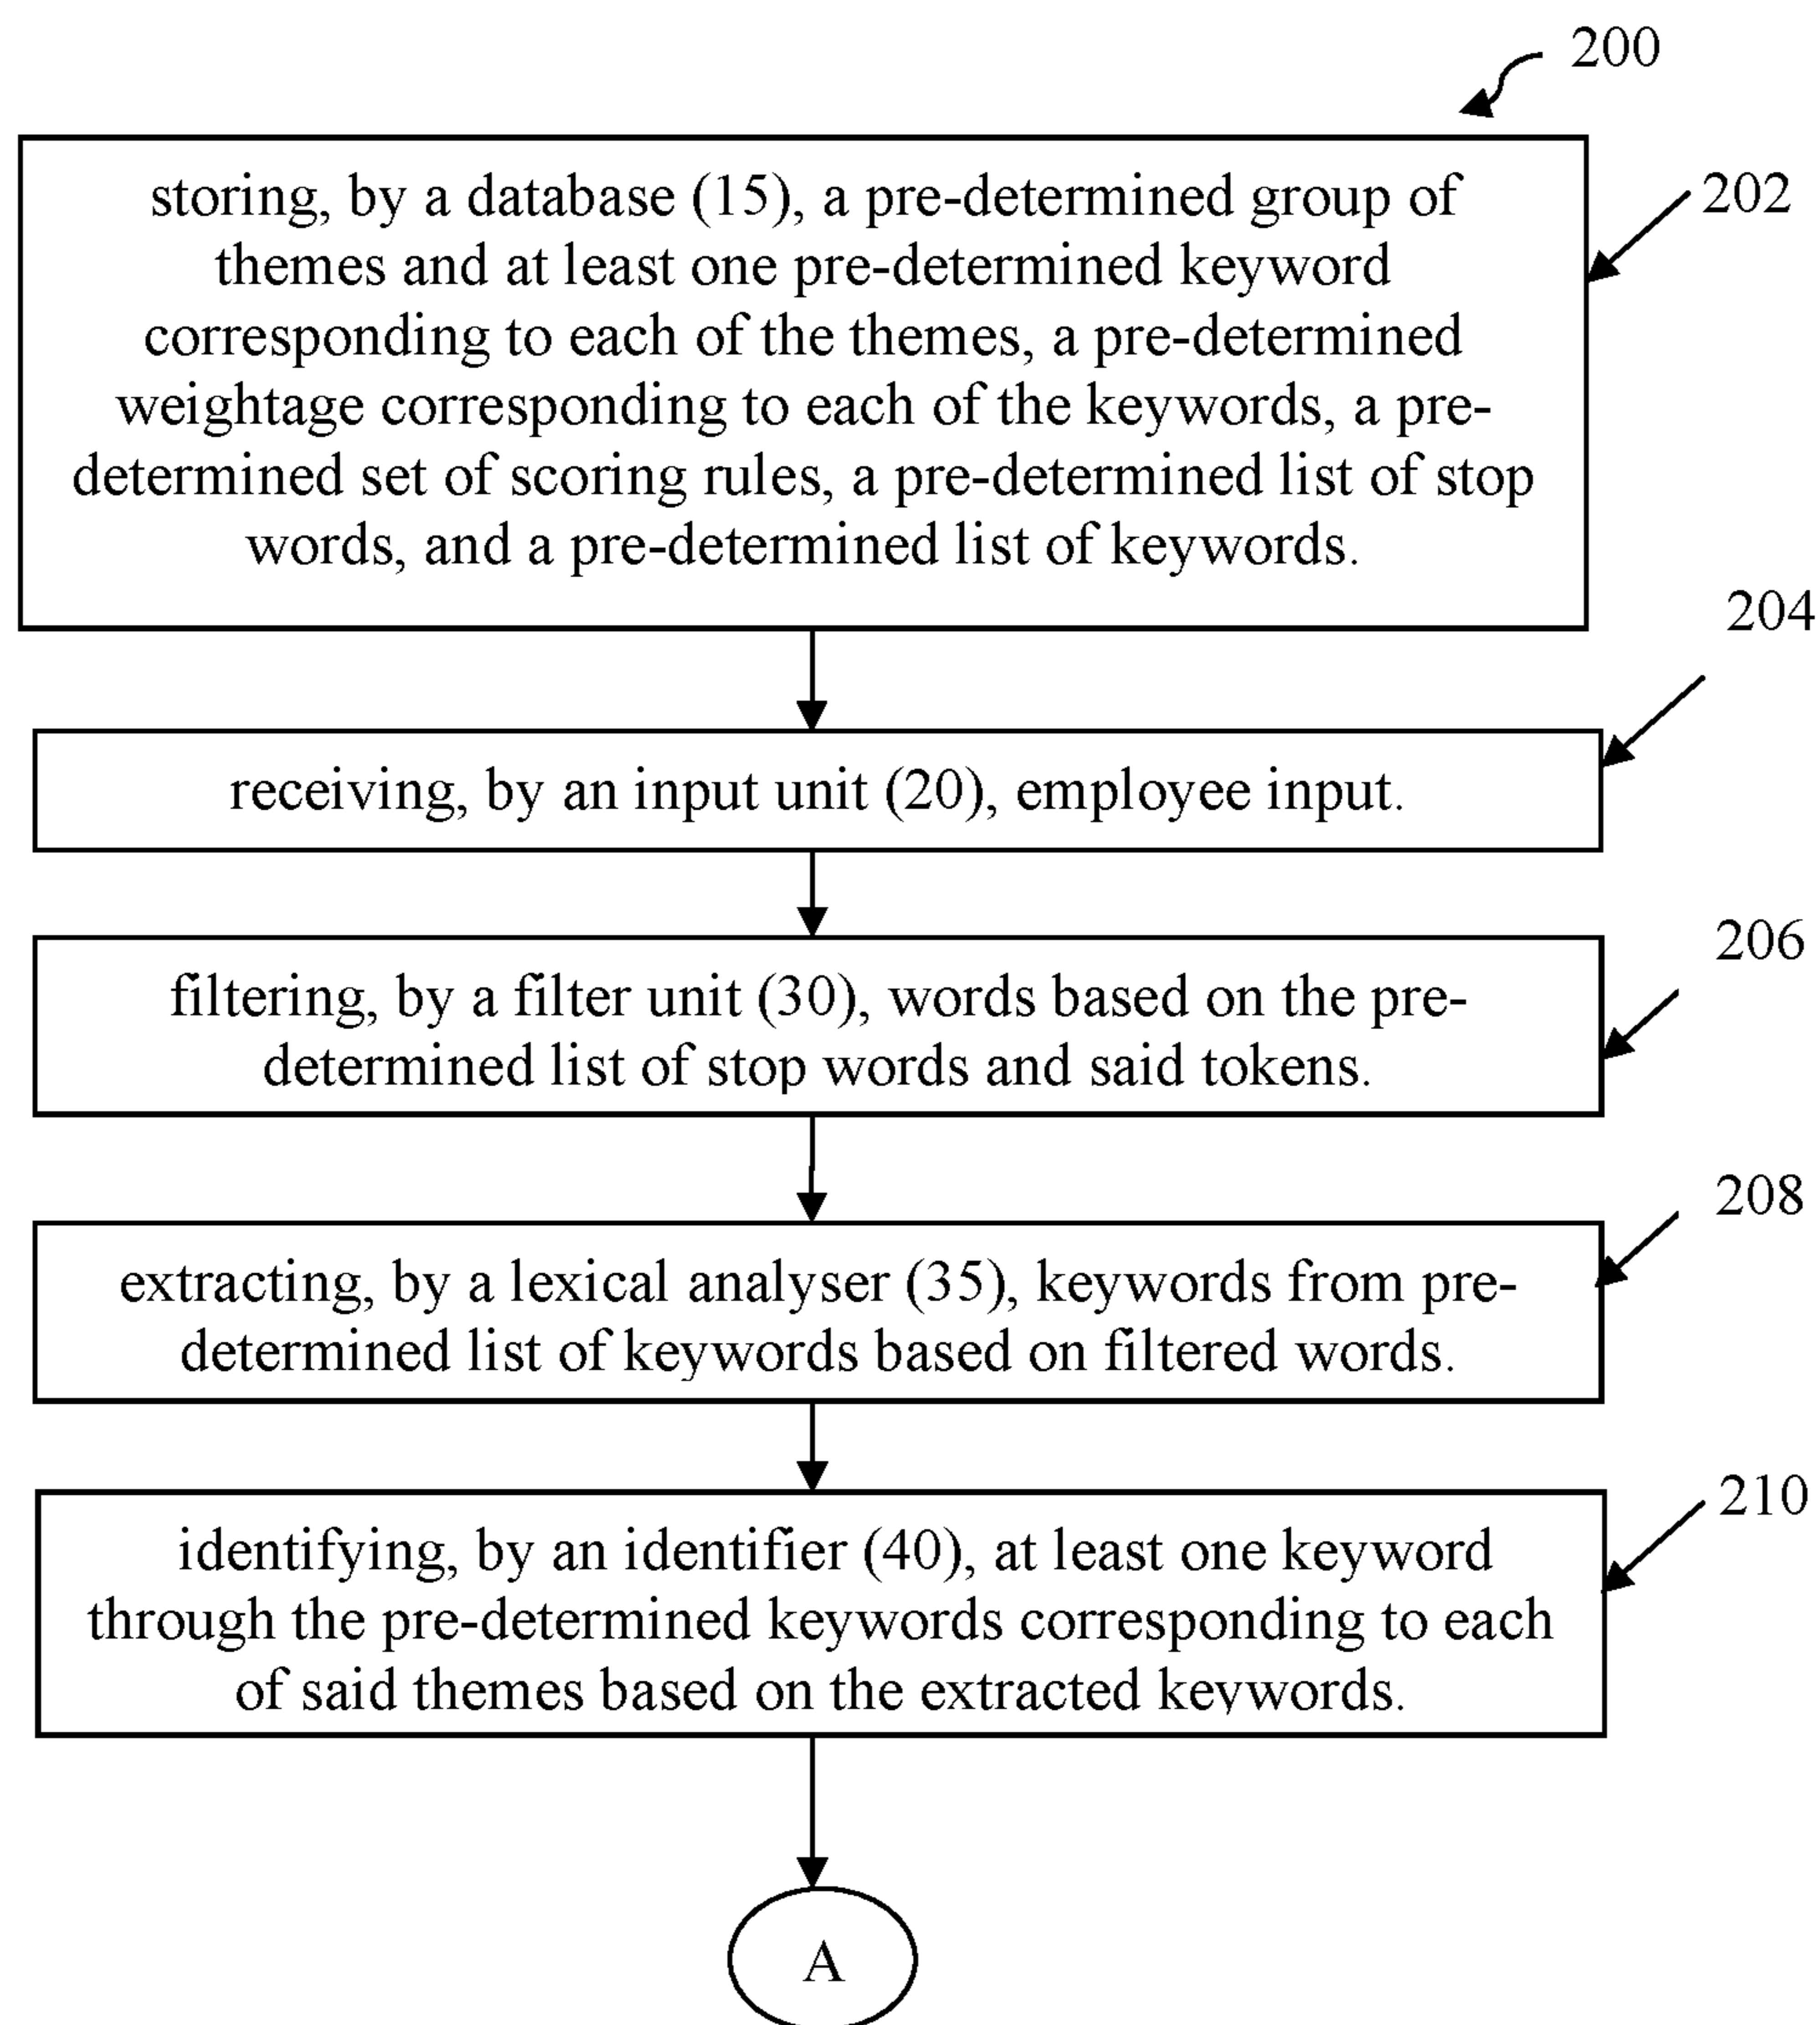 200
storing, by a database (15), a pre-determined group of
themes and at least one pre-determined keyword
corresponding to each of the themes, a pre-determined
weightage corresponding to each of the keywords, a pre-
determined set of scoring rules, a pre-determined list of stop
words, and a pre-determined list of keywords.
202
204
receiving, by an input unit (20), employee input.
206
filtering, by a filter unit (30), words based on the pre-
determined list of stop words and said tokens.
208
extracting, by a lexical analyser (35), keywords from pre-
determined list of keywords based on filtered words.
210
identifying, by an identifier (40), at least one keyword
through the pre-determined keywords corresponding to each
of said themes based on the extracted keywords.
A